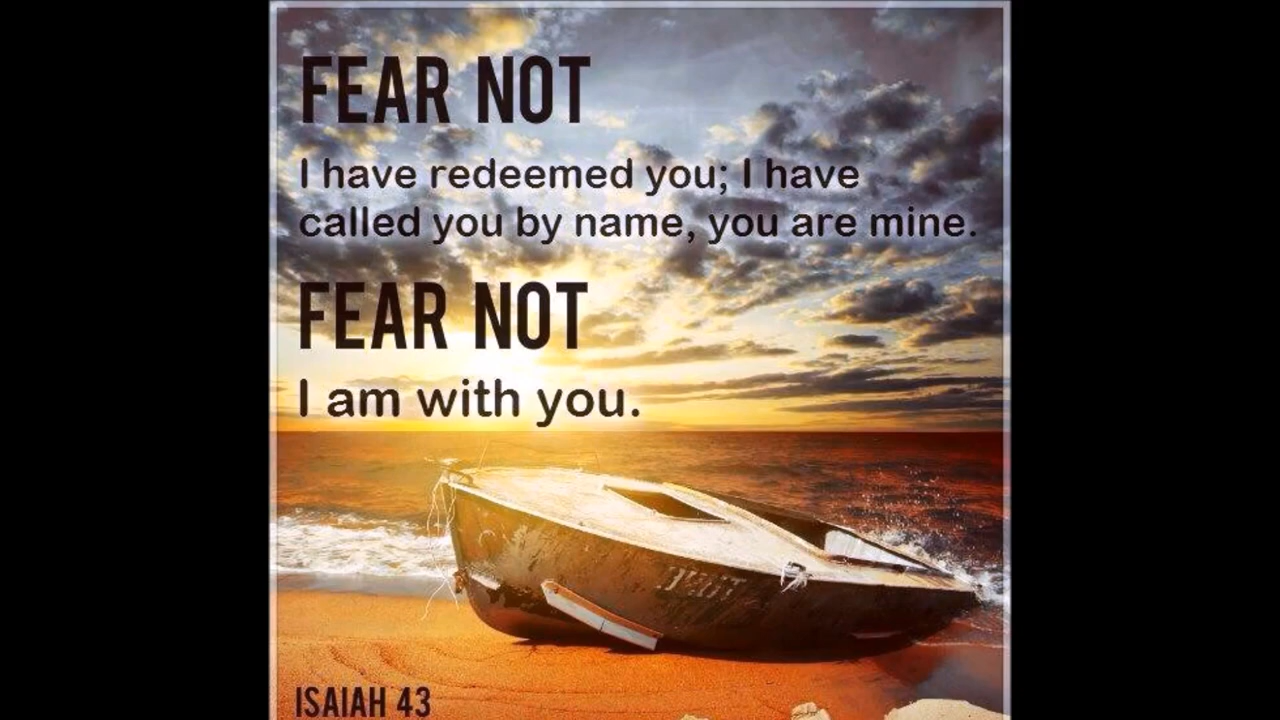 FEAR NOT
I have redeemed you; I have
called you by name, you are mine.
FEAR NOT
I am with you.
ISAIAH 43